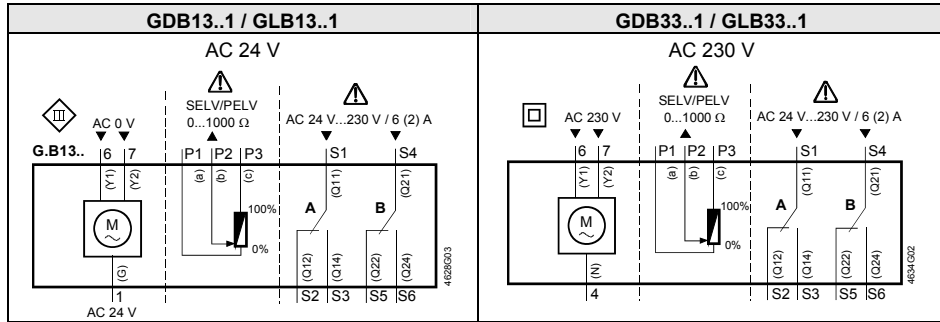 GDB13..1 / GLB13..1
AC 24 V
III
AC 0 V
SELV/PELV
0...1000 Ω
AC 24 V...230 V / 6 (2) A
G.B13.. 6 7 P1 P2 P3 S1 S4
(Y1) (Y2) (a) (b) (c) (Q11) (Q21)
M
~
100%
0%
A B
(G) (Q12) (Q14) (Q22) (Q24)
1 S2 S3 S5 S6
AC 24 V
4628G03
GDB33..1 / GLB33..1
AC 230 V
AC 230 V
SELV/PELV
0...1000 Ω
AC 24 V...230 V / 6 (2) A
6 7 P1 P2 P3 S1 S4
(Y1) (Y2) (a) (b) (c) (Q11) (Q21)
M
~
100%
0%
A B
(N) (Q12) (Q14) (Q22) (Q24)
4 S2 S3 S5 S6
4634G02